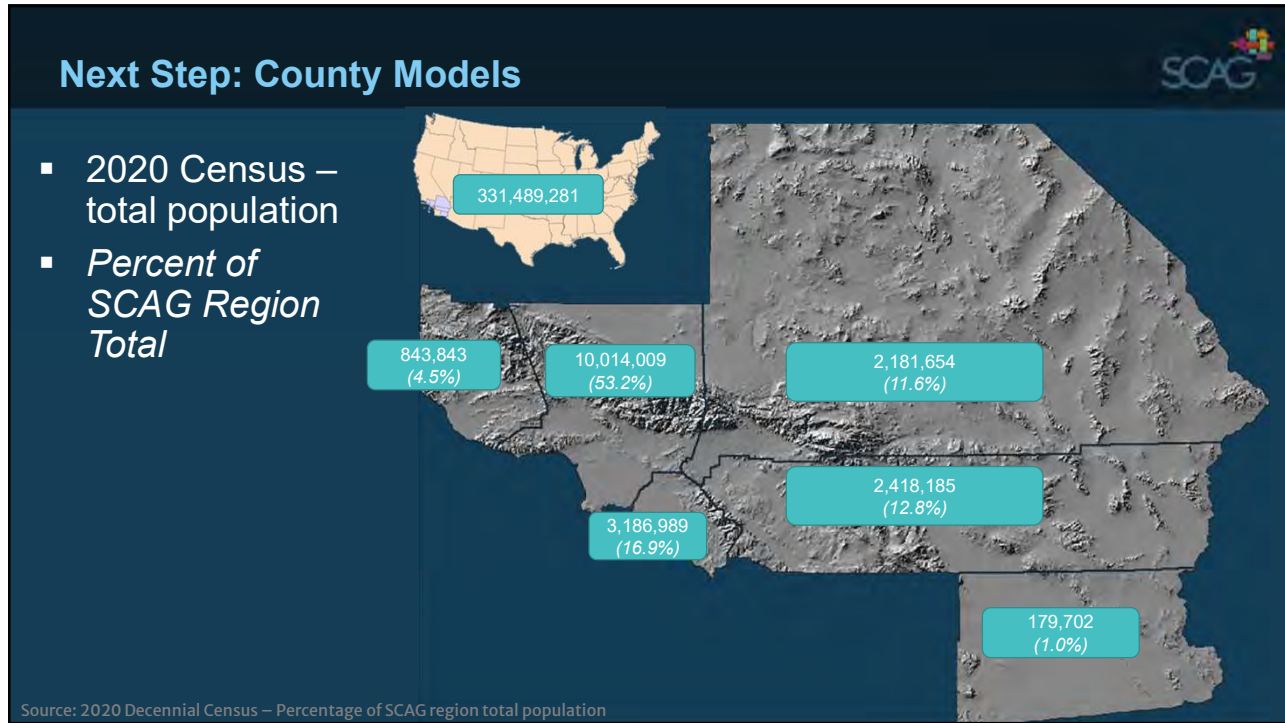 Next Step: County Models
SCAG
▪ 2020 Census –
total population
▪ Percent of
SCAG Region
Total
331,489,281
843,843
(4.5%)
10,014,009
(53.2%)
2,181,654
(11.6%)
2,418,185
(12.8%)
3,186,989
(16.9%)
179,702
(1.0%)
Source: 2020 Decennial Census – Percentage of SCAG region total population